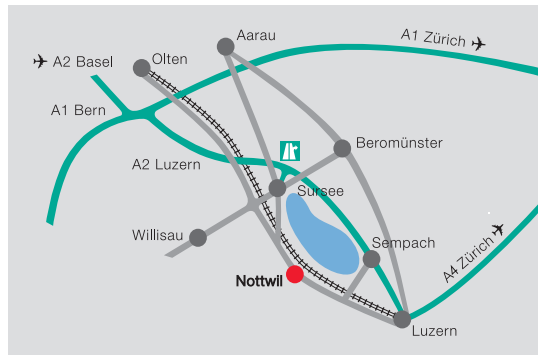 Aarau
A1 Zürich
Olten
A2 Basel
A1 Bern
Beromünster
A2 Luzern
Sursee
Willisau
Sempach
A4 Zürich
Nottwil
Luzern